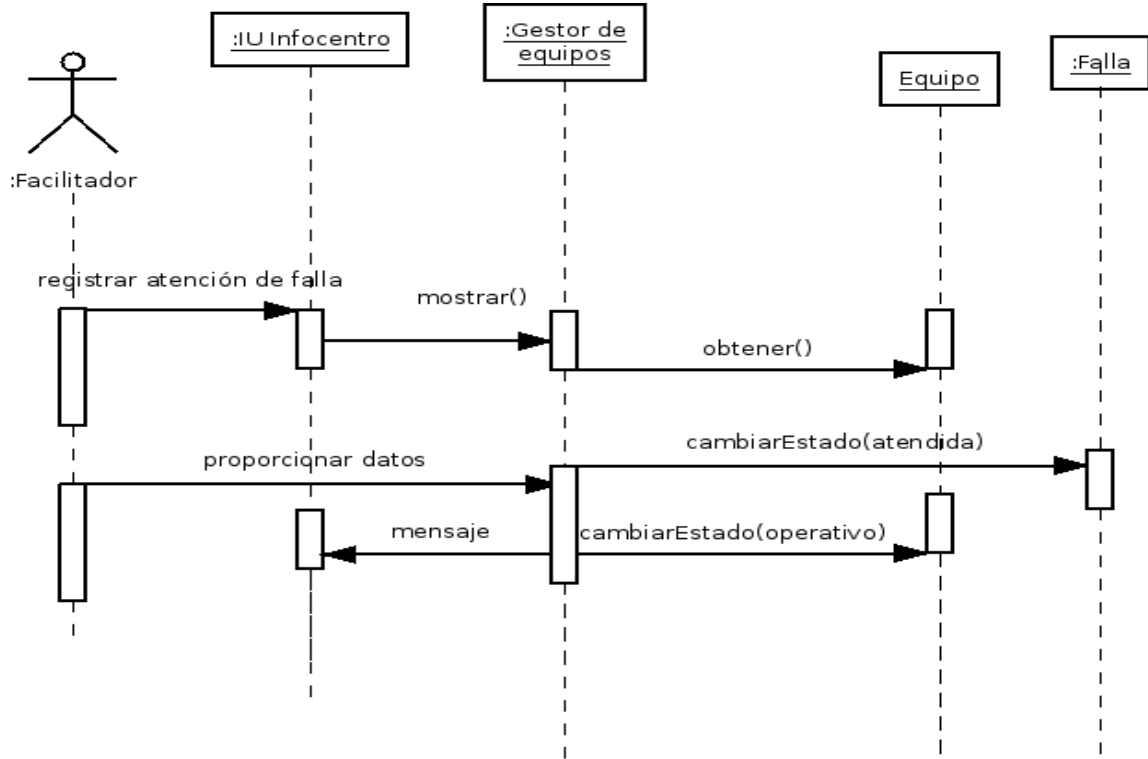 :IU Infocentro
:Gestor de
equipos
Equipo
:Falla
:Facilitador
registrar atención de falla
mostrar()
obtener()
cambiarEstado(atendida)
proporcionar datos
mensaje
cambiarEstado(operativo)